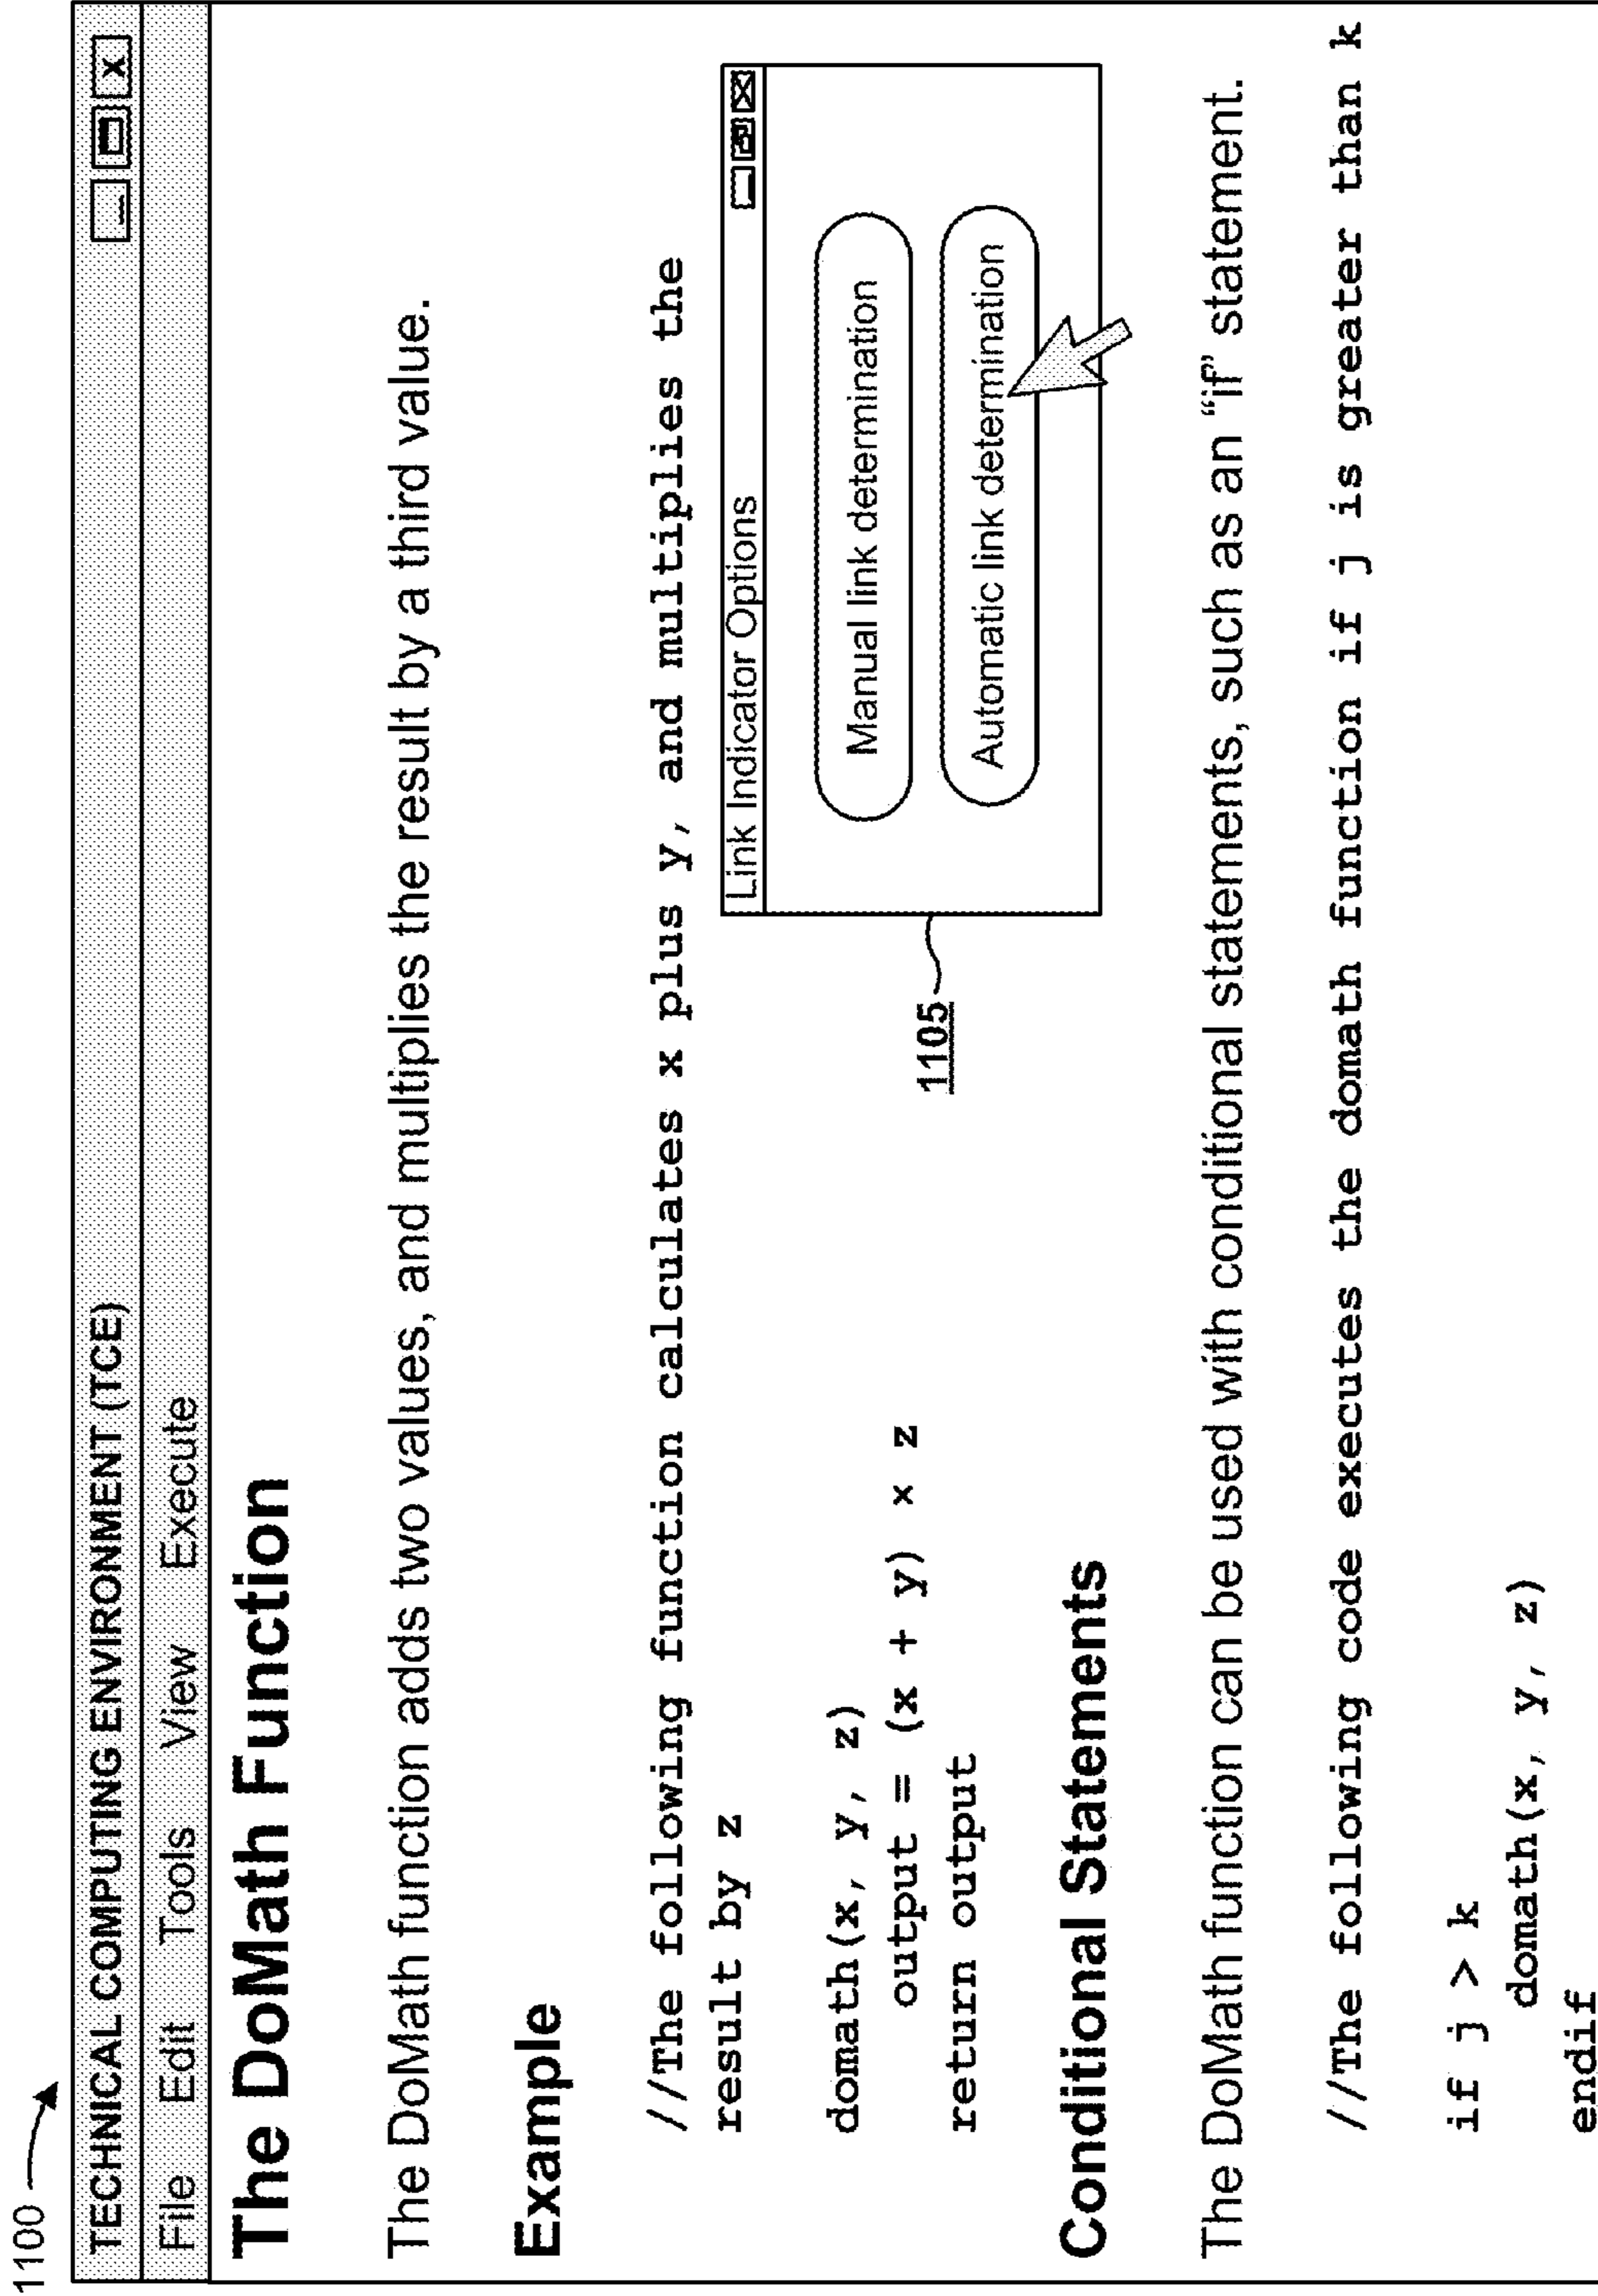 1100
TECHNICAL COMPUTING ENVIRONMENT (TCE)
File Edit Tools View Execute
The DoMath Function
The DoMath function adds two values, and multiplies the result by a third value.
Example
//The following function calculates x plus y, and multiplies the
result by z
domath(x, y, z)
output = (x + y) × z
return output
Link Indicator Options
Manual link determination
Automatic link determination
1105
Conditional Statements
The DoMath function can be used with conditional statements, such as an “if” statement.
//The following code executes the domath function if j is greater than k
if j > k
domath(x, y, z)
endif